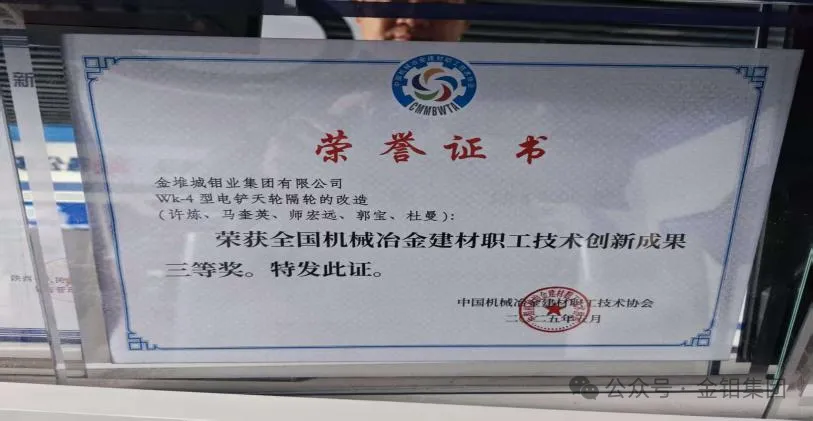 新
CMMBWTA
荣誉证书
金堆城钼业集团有限公司
Wk-4 型电铲天轮隔轮的改造
(许炼、马奎英、师宏远、郭宝、杜曼):
荣获全国机械冶金建材职工技术创新成果
三等奖。特发此证。
中国机械冶金建材职工技术协会
公众号 · 金钼集团